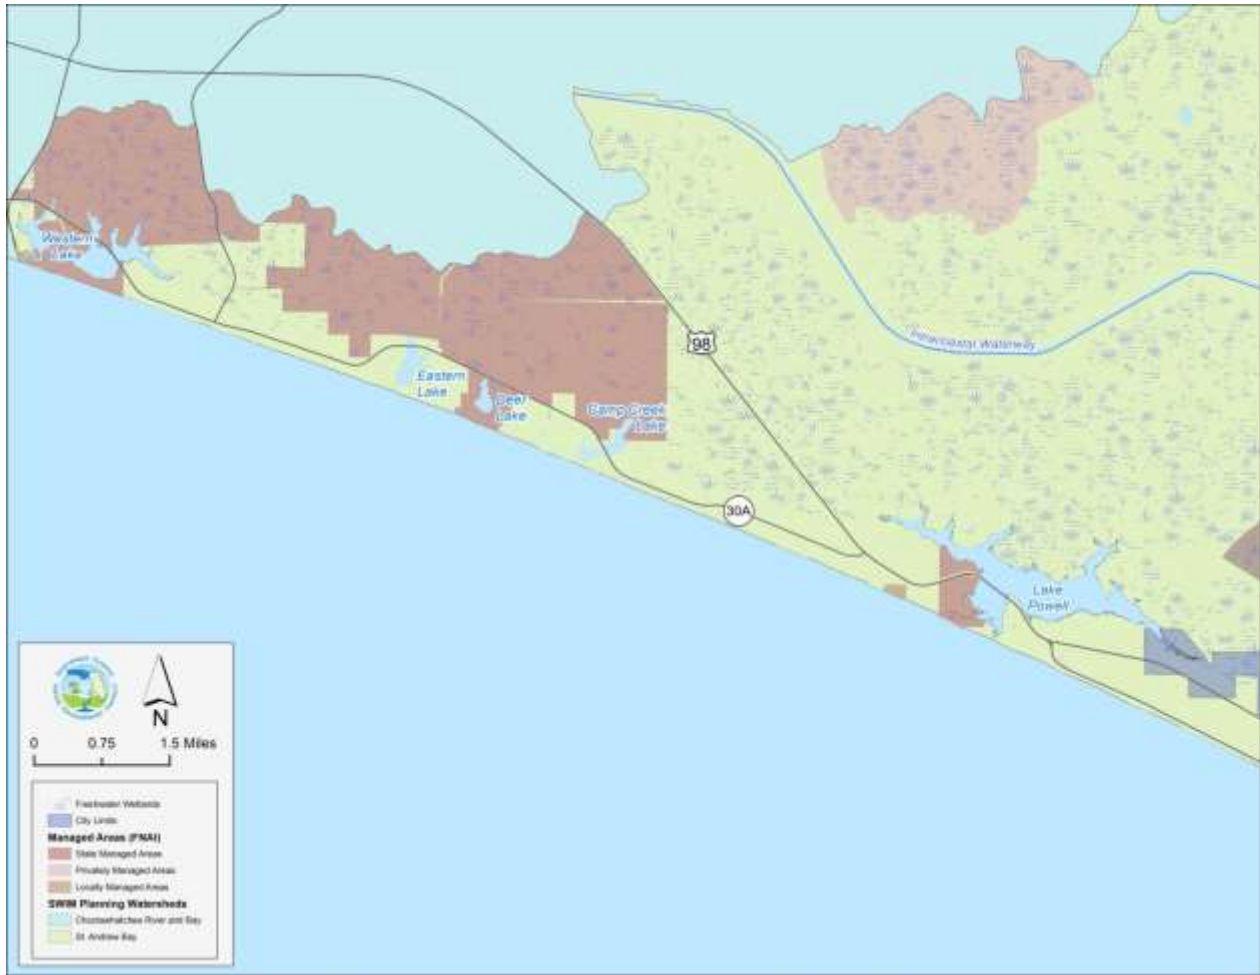 Western
Lake
Eastern
Lake
Deer
Lake
Camp Creek
Lake
98
Intracoastal Waterway
30A
Lake
Powell
N
0 0.75 1.5 Miles
Freshwater Wetlands
City Limits
Managed Areas (FNAI)
State Managed Areas
Privately Managed Areas
Locally Managed Areas
SWIM Planning Watersheds
Choctawhatchee River and Bay
St. Andrew Bay